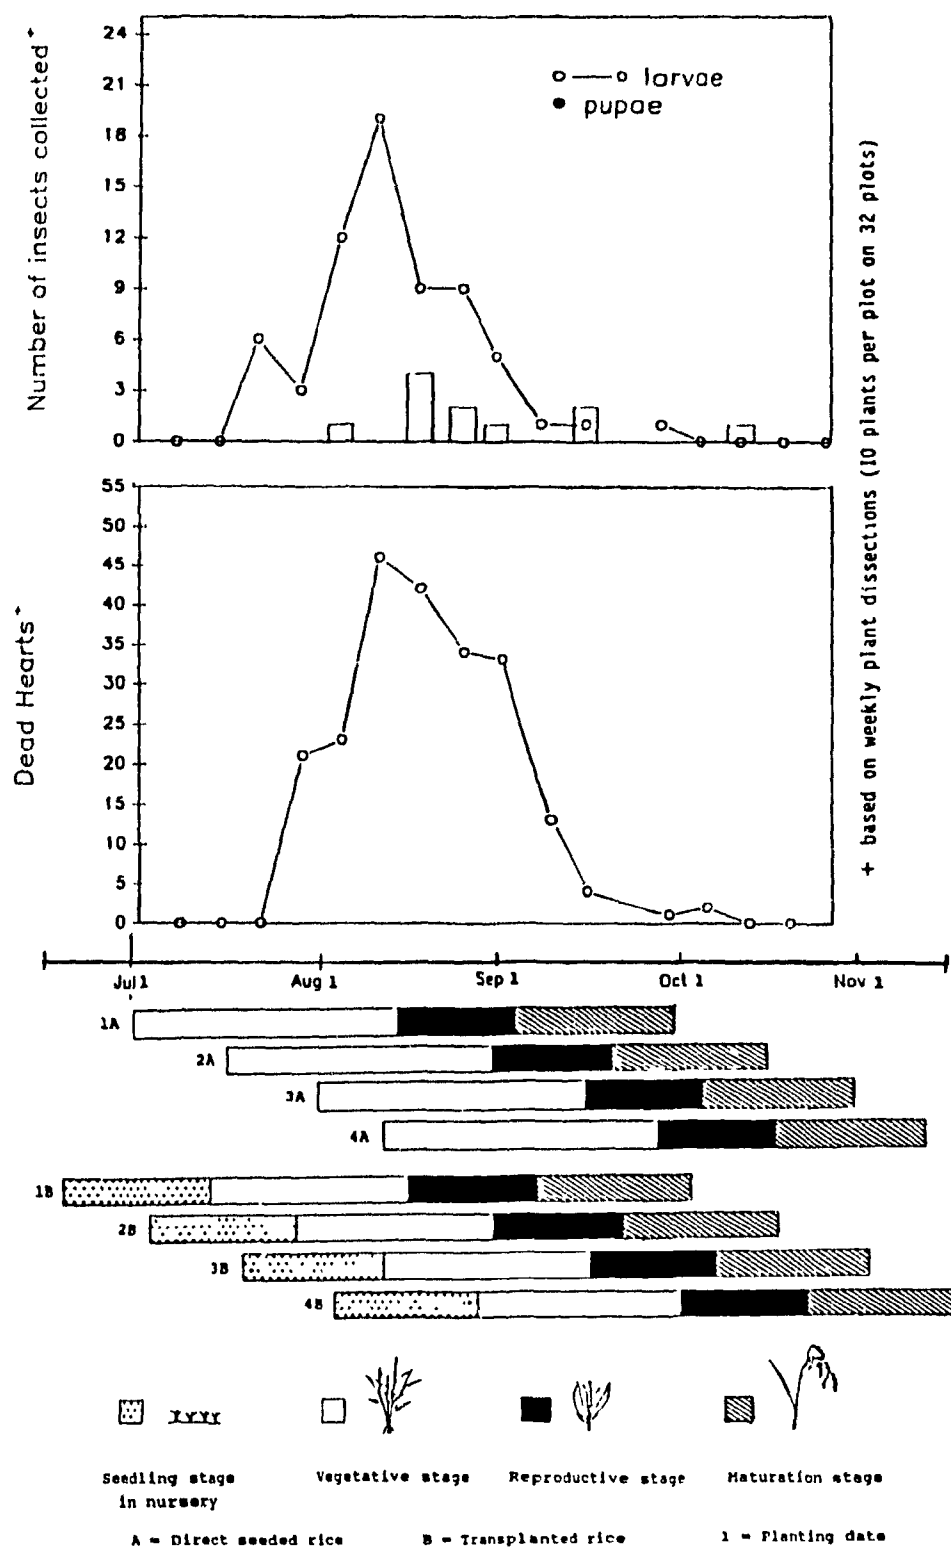 Number of insects collected+
24
21
18
15
12
9
6
3
0
larvae
pupae
Dead Hearts+
55
50
45
40
35
30
25
20
15
10
5
0
+ based on weekly plant dissections (10 plants per plot on 32 plots)
Jul 1 Aug 1 Sep 1 Oct 1 Nov 1
1A
2A
3A
4A
1B
2B
3B
4B
Seedling stage Vegetative stage Reproductive stage Maturation stage
in nursery
A = Direct seeded rice B = Transplanted rice 1 = Planting date